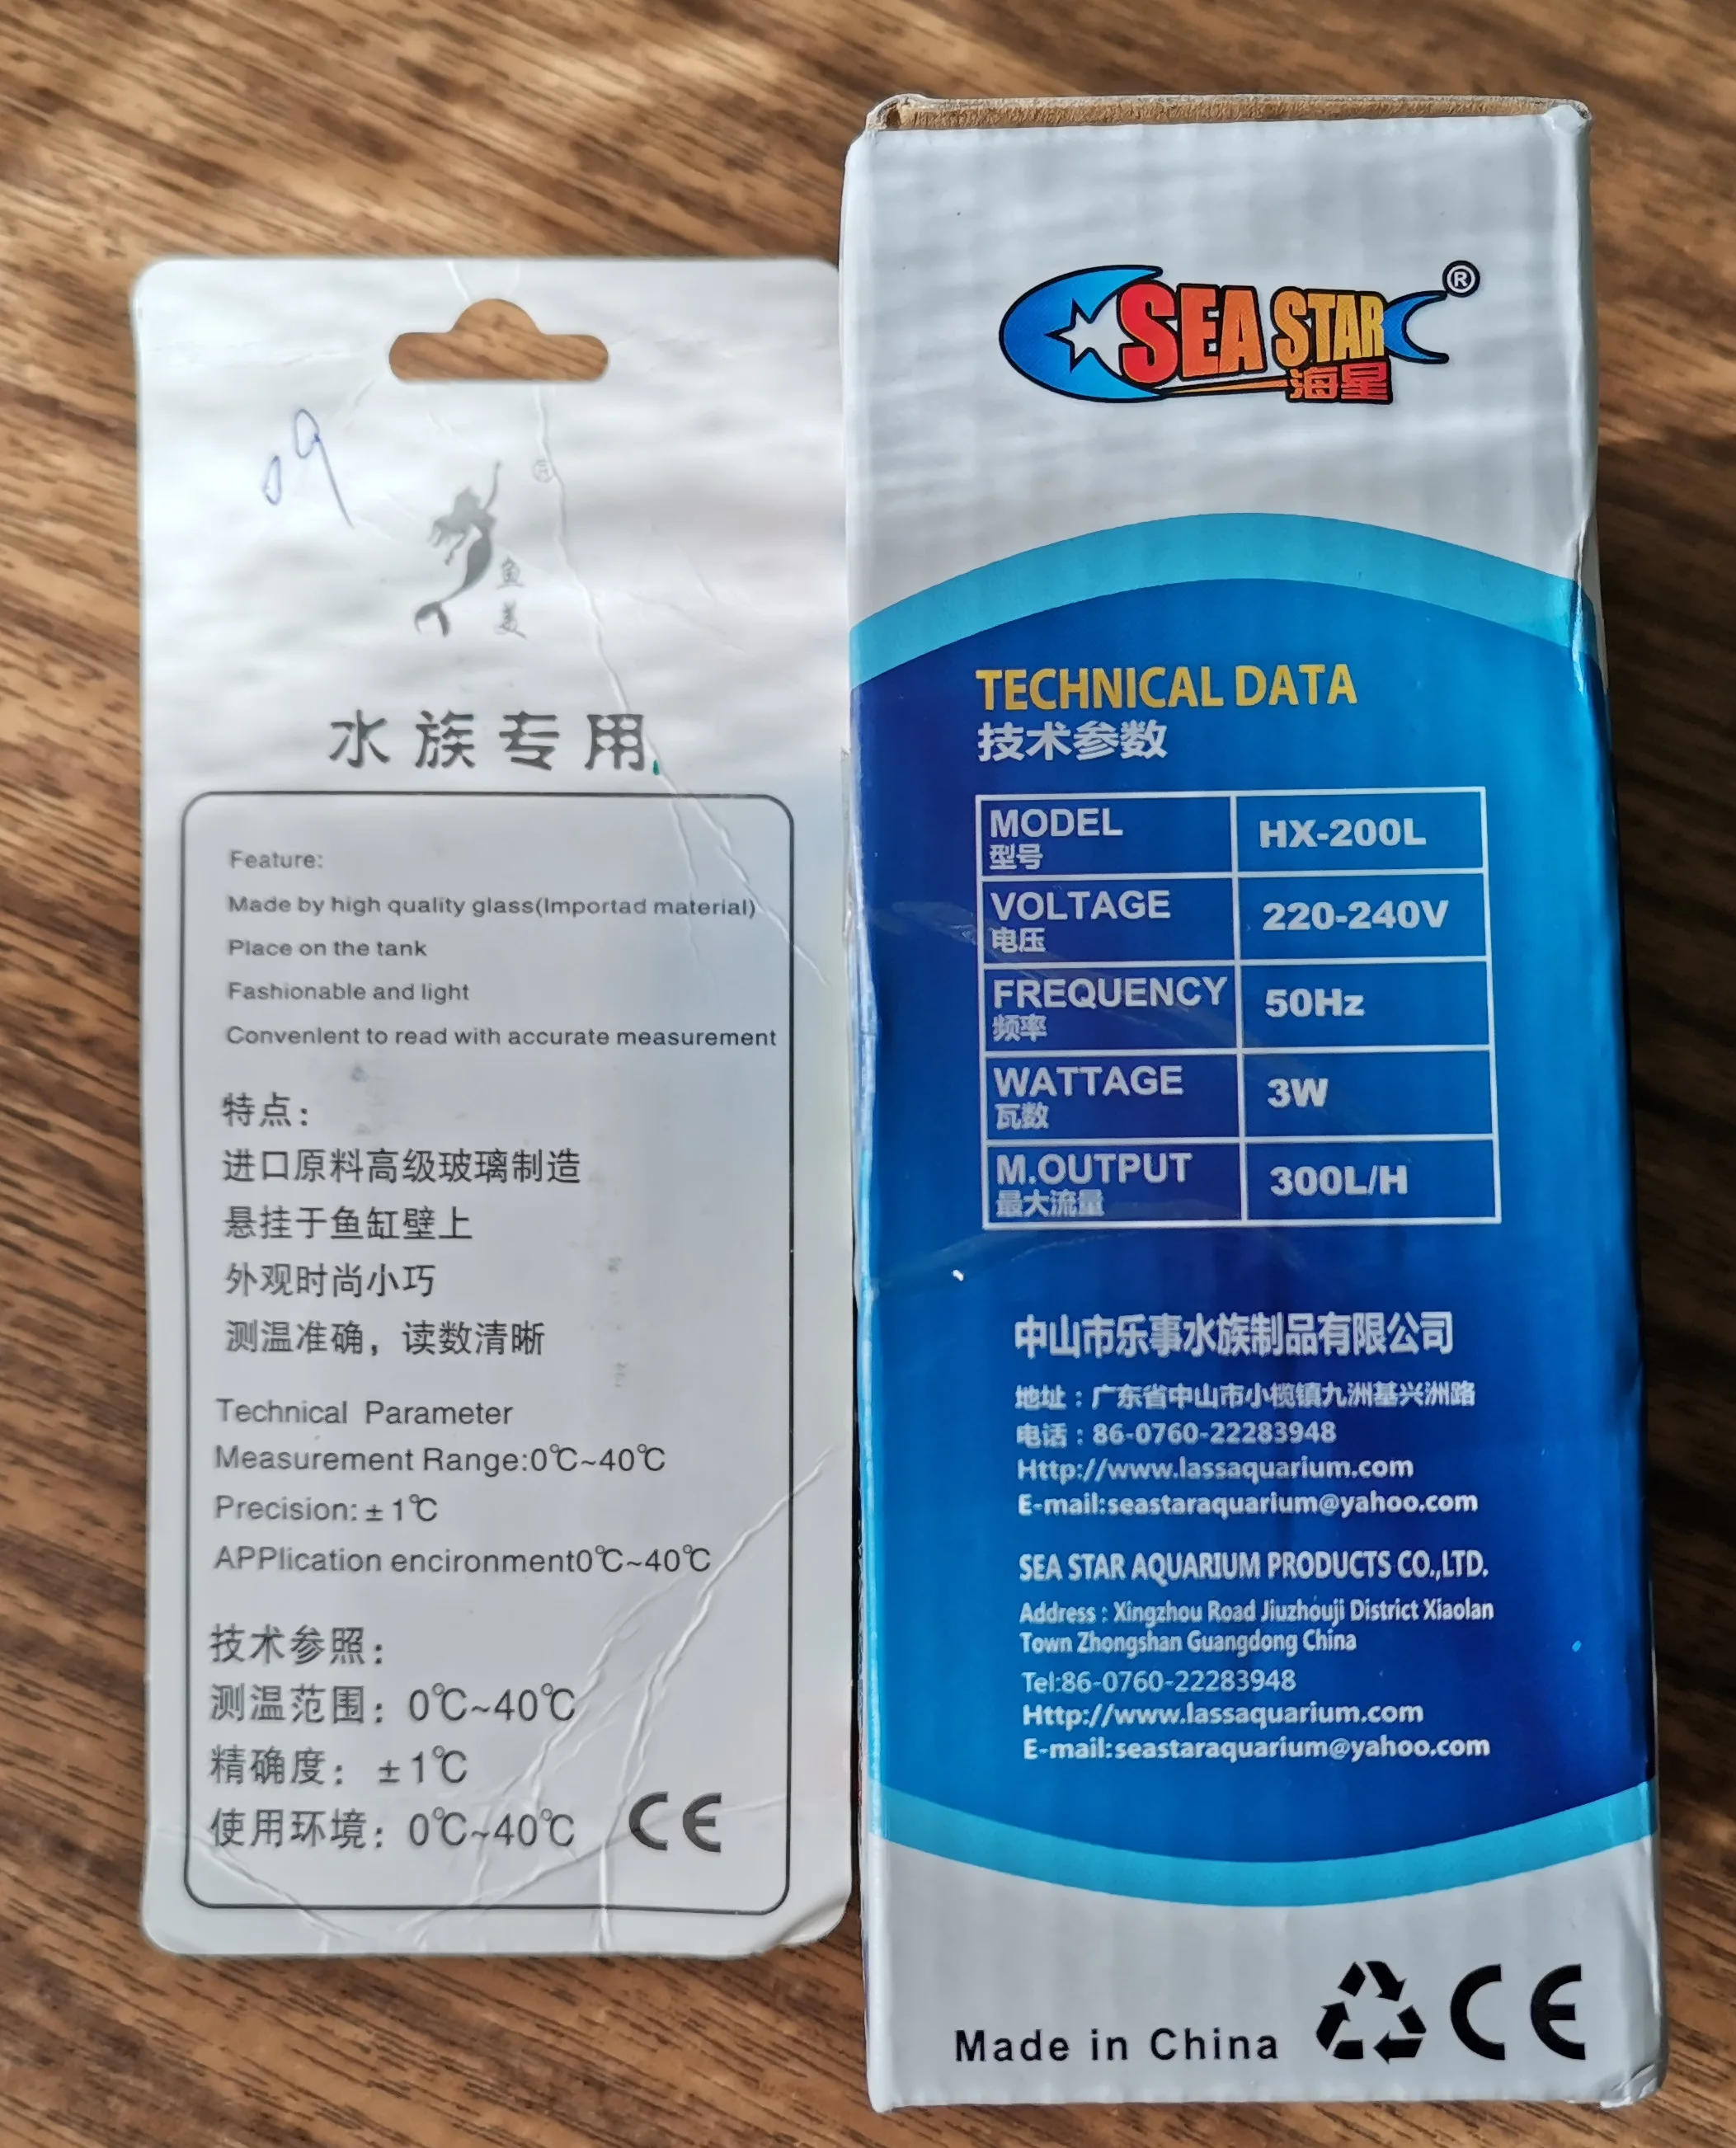 09
鱼
美
水族专用
Feature:
Made by high quality glass(Importad material)
Place on the tank
Fashionable and light
Convenlent to read with accurate measurement
特点:
进口原料高级玻璃制造
悬挂于鱼缸壁上
外观时尚小巧
测温准确，读数清晰
Technical Parameter
Measurement Range:0℃~40℃
Precision:±1℃
APPlication encironment0℃~40℃
技术参照:
测温范围: 0℃~40℃
精确度: ±1℃
使用环境: 0℃~40℃ CE
SEA STAR ®
海星
TECHNICAL DATA
技术参数
MODEL HX-200L
型号
VOLTAGE 220-240V
电压
FREQUENCY 50Hz
频率
WATTAGE 3W
瓦数
M.OUTPUT 300L/H
最大流量
中山市乐事水族制品有限公司
地址：广东省中山市小榄镇九洲基兴洲路
电话：86-0760-22283948
Http://www.lassaquarium.com
E-mail:seastaraquarium@yahoo.com
SEA STAR AQUARIUM PRODUCTS CO.,LTD.
Address : Xingzhou Road Jiuzhouji District Xiaolan
Town Zhongshan Guangdong China
Tel:86-0760-22283948
Http://www.lassaquarium.com
E-mail:seastaraquarium@yahoo.com
Made in China CE